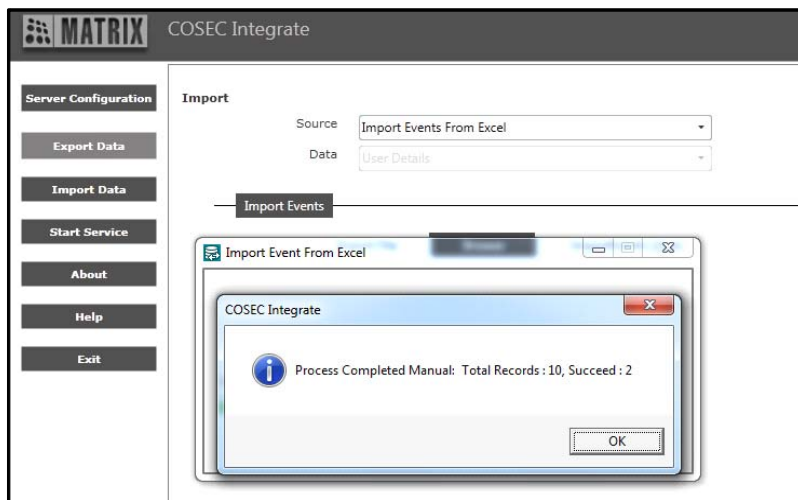 MATRIX
COSEC Integrate
Server Configuration
Export Data
Import Data
Start Service
About
Help
Exit
Import
Source
Import Events From Excel
Data
User Details
Import Events
Import Event From Excel
COSEC Integrate
Process Completed Manual: Total Records : 10, Succeed : 2
OK